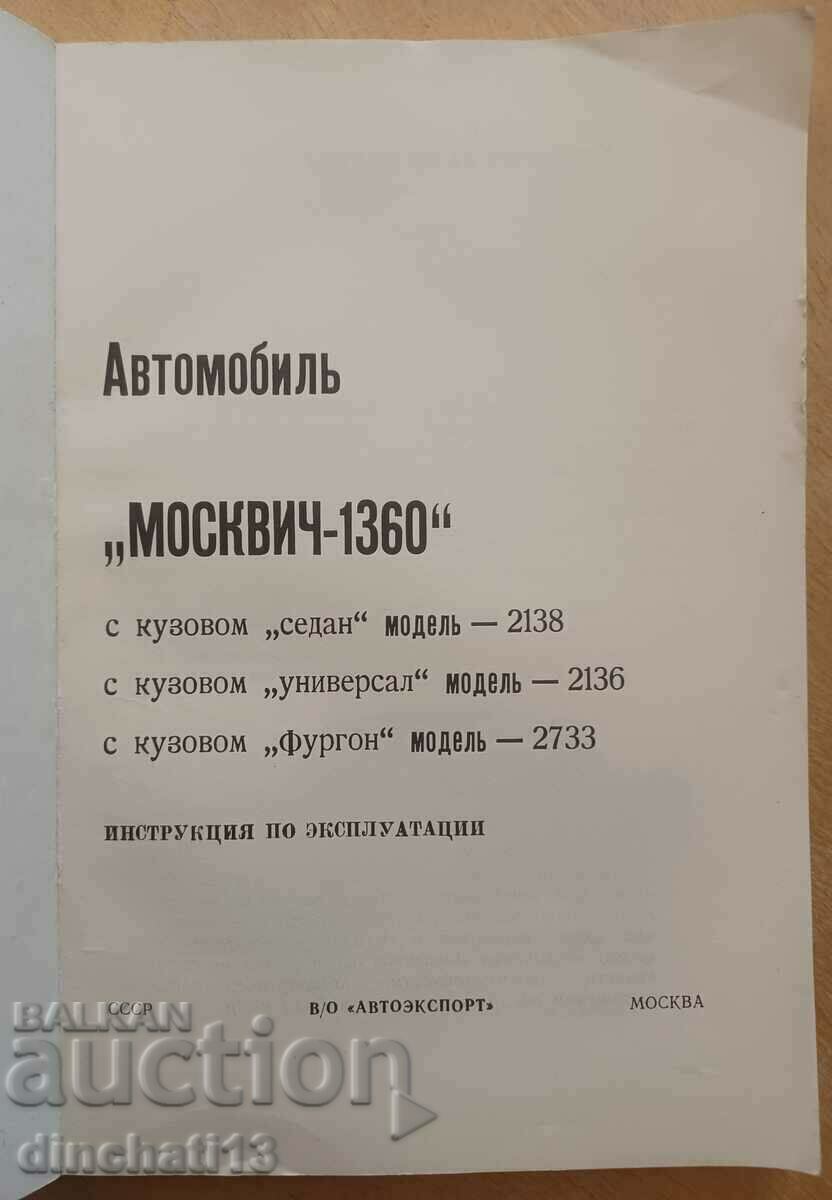 Автомобиль
„МОСКВИЧ-1360“
с кузовом „седан“ модель — 2138
с кузовом „универсал“ модель — 2136
с кузовом „фургон“ модель — 2733
ИНСТРУКЦИЯ ПО ЭКСПЛУАТАЦИИ
СССР В/О «АВТОЭКСПОРТ» МОСКВА
BALKAN
auction
dinchati13